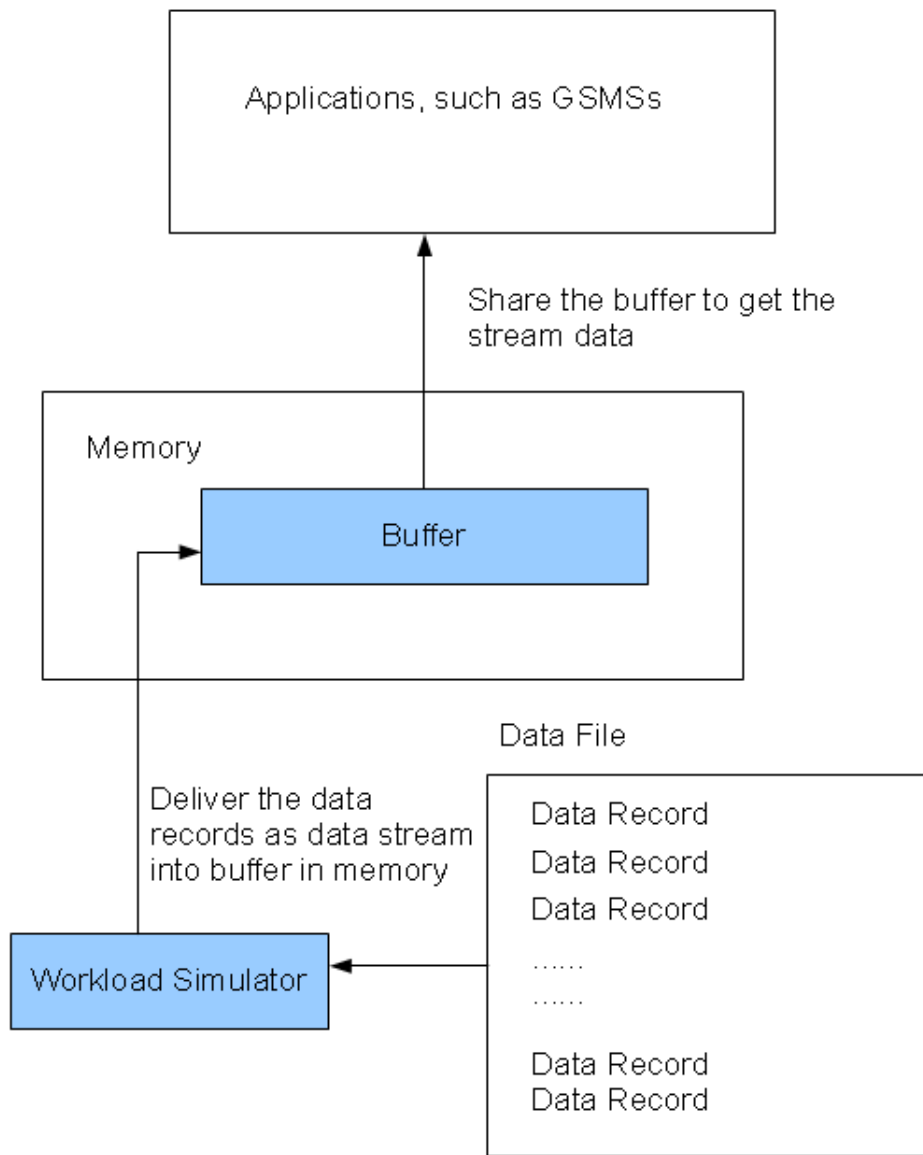 Applications, such as GSMSs
Share the buffer to get the
stream data
Memory
Buffer
Data File
Deliver the data
records as data stream
into buffer in memory
Data Record
Data Record
Data Record
......
......
Data Record
Data Record
Workload Simulator